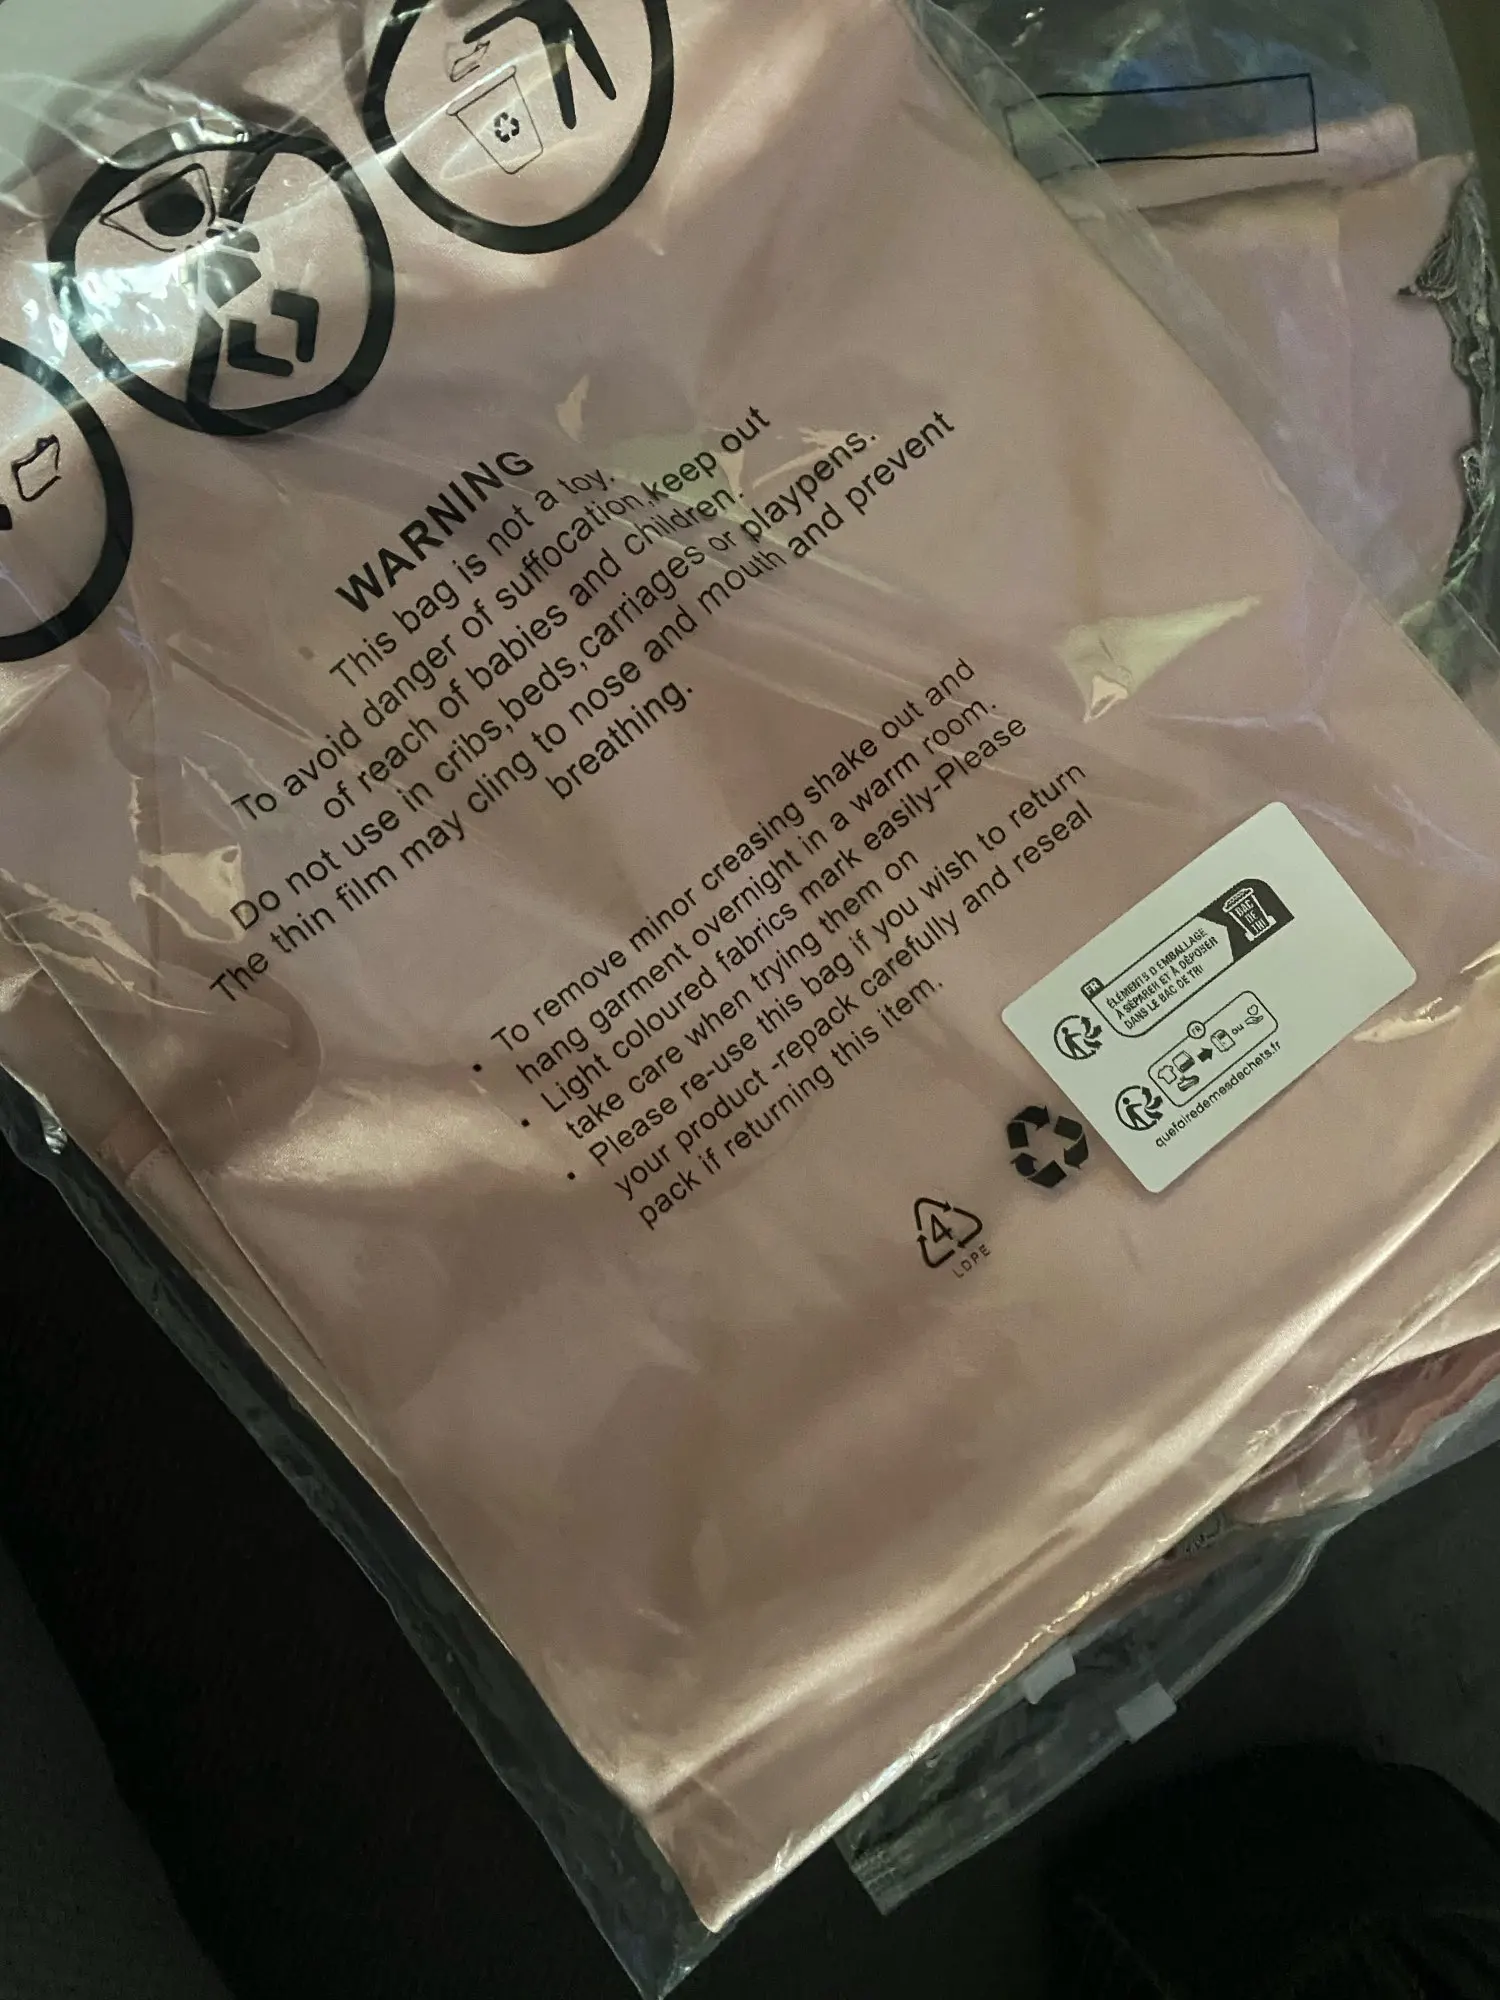 WARNING
This bag is not a toy.
To avoid danger of suffocation,keep out
of reach of babies and children.
Do not use in cribs,beds,carriages or playpens.
The thin film may cling to nose and mouth and prevent
breathing.
• To remove minor creasing shake out and
hang garment overnight in a warm room.
• Light coloured fabrics mark easily-Please
take care when trying them on
• Please re-use this bag if you wish to return
your product -repack carefully and reseal
pack if returning this item.
4
LDPE
FR
ÉLÉMENTS D'EMBALLAGE
À SÉPARER ET À DÉPOSER
DANS LE BAC DE TRI
BAC
DE
TRI
FR
OU
quefairedemesdechets.fr